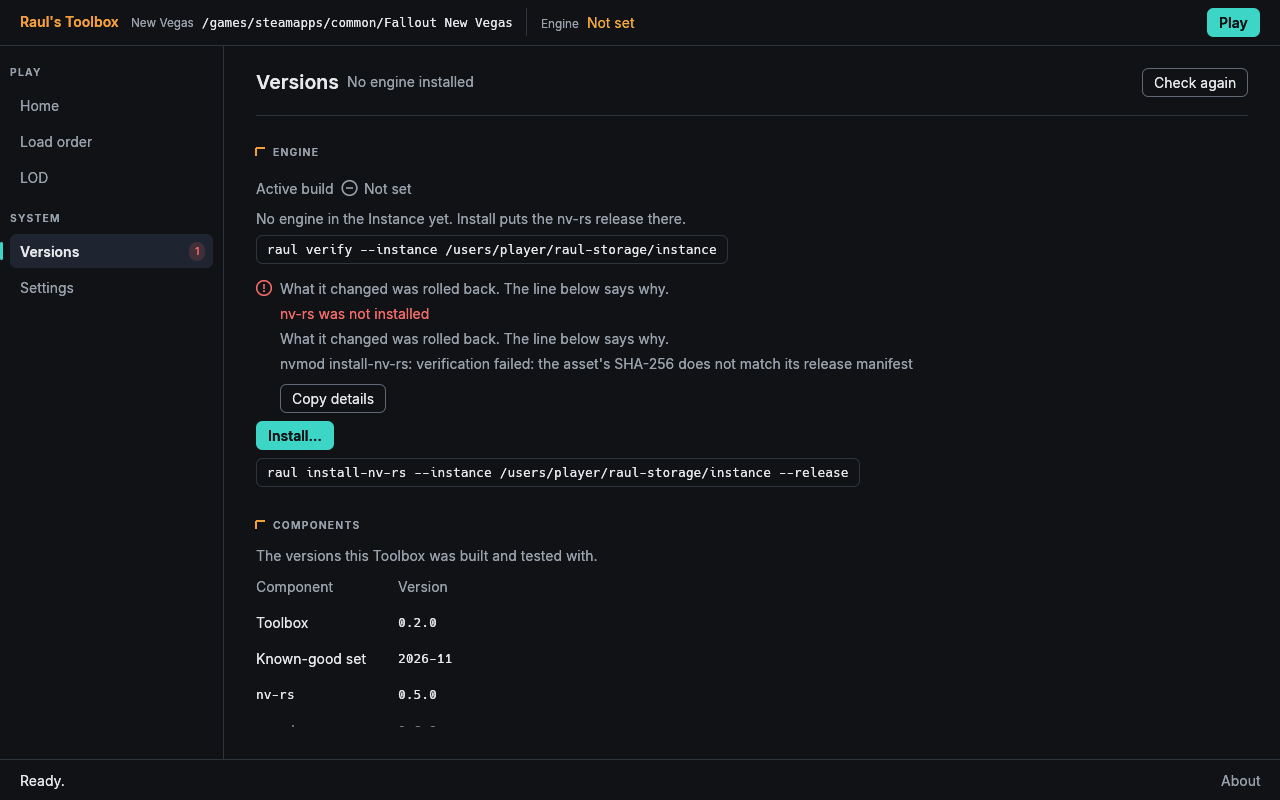 Raul's Toolbox New Vegas /games/steamapps/common/Fallout New Vegas Engine Not set Play
PLAY
Home
Load order
LOD
SYSTEM
Versions 1
Settings
Versions No engine installed Check again
ENGINE
Active build Not set
No engine in the Instance yet. Install puts the nv-rs release there.
raul verify --instance /users/player/raul-storage/instance
What it changed was rolled back. The line below says why.
nv-rs was not installed
What it changed was rolled back. The line below says why.
nvmod install-nv-rs: verification failed: the asset's SHA-256 does not match its release manifest
Copy details
Install...
raul install-nv-rs --instance /users/player/raul-storage/instance --release
COMPONENTS
The versions this Toolbox was built and tested with.
Component Version
Toolbox 0.2.0
Known-good set 2026-11
nv-rs 0.5.0
Ready. About